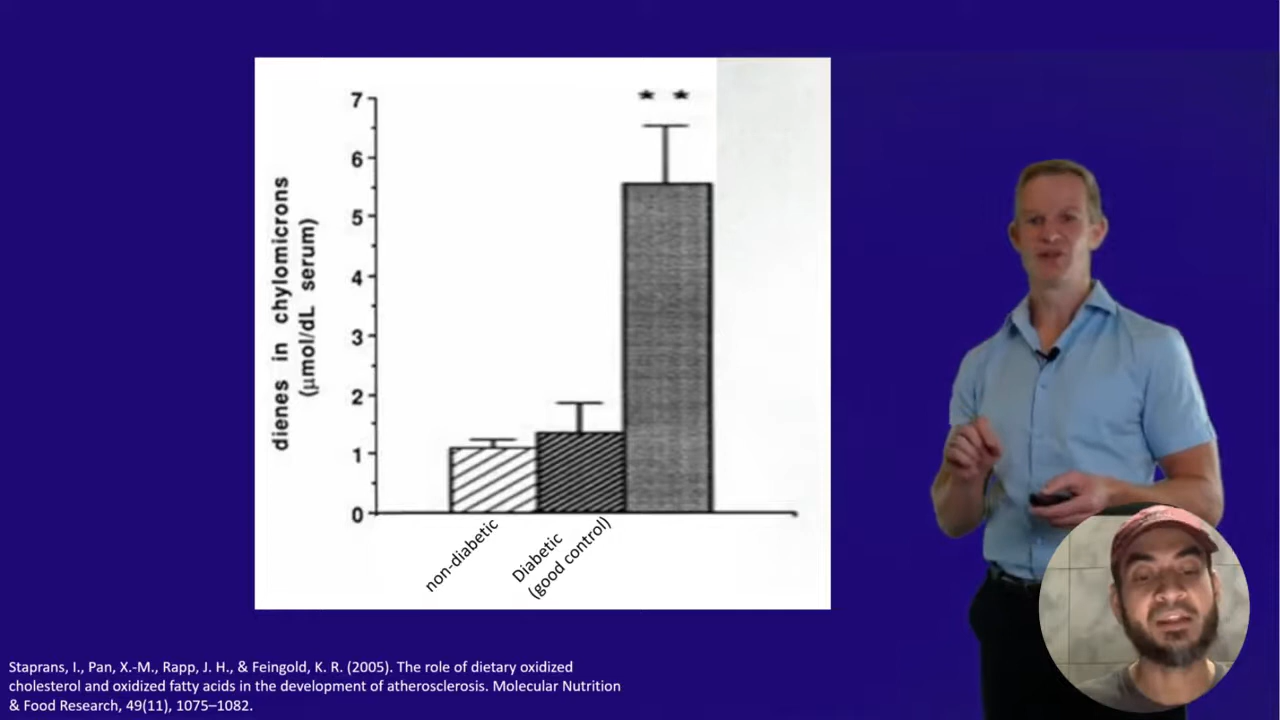 7
* *
6
5
4
3
2
1
0
dienes in chylomicrons
(μmol/dL serum)
non-diabetic
Diabetic
(good control)
Staprans, I., Pan, X.-M., Rapp, J. H., & Feingold, K. R. (2005). The role of dietary oxidized
cholesterol and oxidized fatty acids in the development of atherosclerosis. Molecular Nutrition
& Food Research, 49(11), 1075–1082.